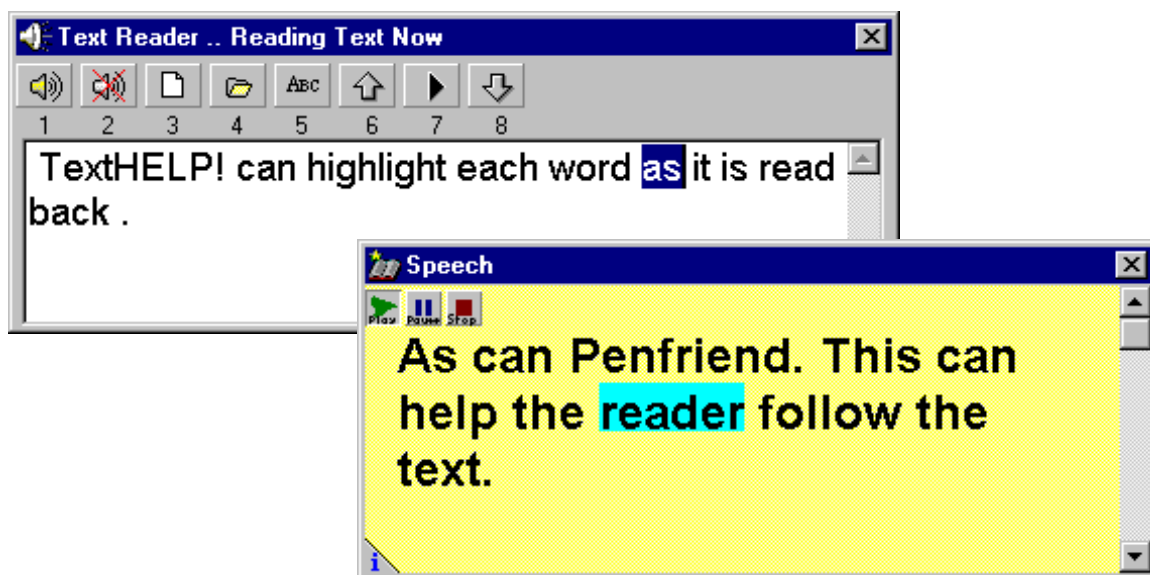 Text Reader .. Reading Text Now
ABC
1 2 3 4 5 6 7 8
TextHELP! can highlight each word as it is read
back .
Speech
Play Pause Stop
As can Penfriend. This can
help the reader follow the
text.
i